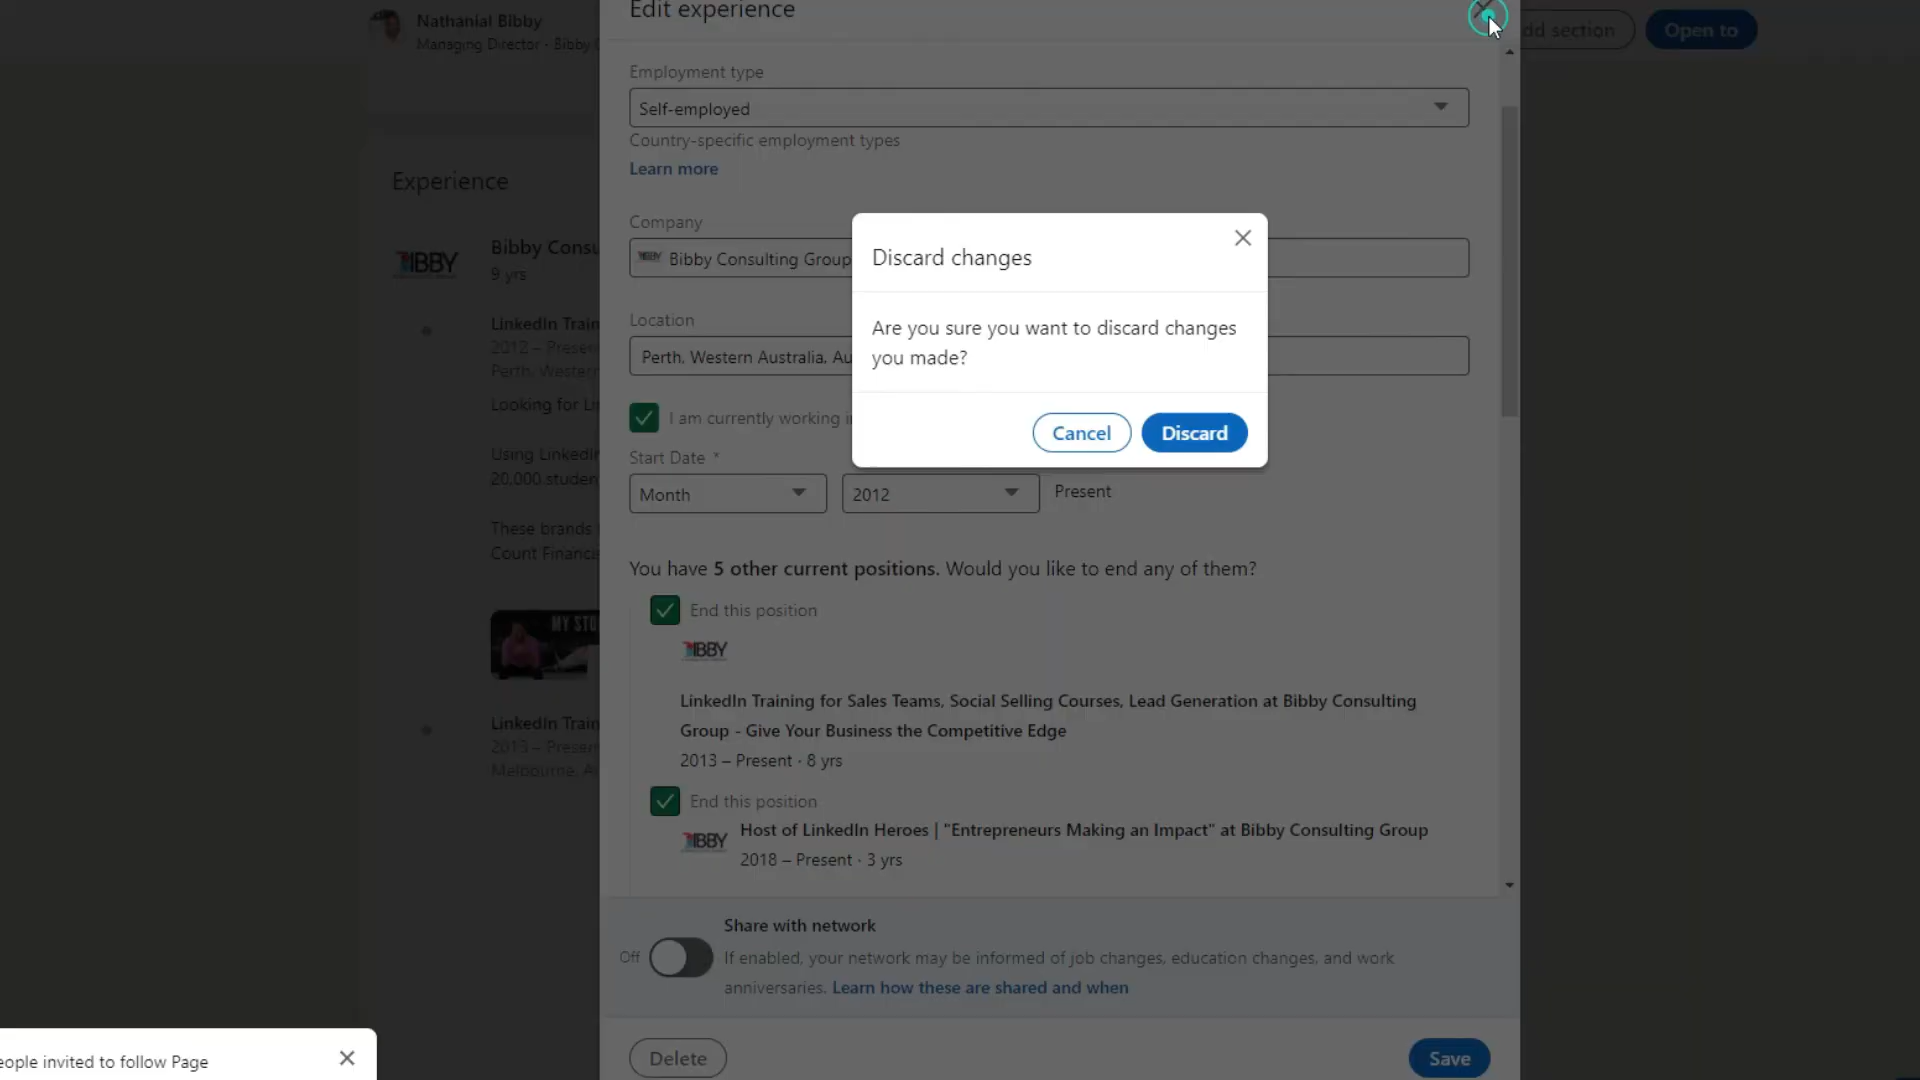 Nathanial Bibby
Managing Director · Bibby
Edit experience
dd section
Open to
Employment type
Self-employed
Country-specific employment types
Learn more
Experience
Company
Bibby Consulting Group
Discard changes
Are you sure you want to discard changes
you made?
Cancel
Discard
BBY
Bibby Consu
9 yrs
Location
Perth, Western Australia, Au
LinkedIn Train
2012 – Presen
Perth, Western
Looking for Li
I am currently working i
Start Date *
Month
2012
Present
Using LinkedIn
20,000 studen
These brands
Count Financi
You have 5 other current positions. Would you like to end any of them?
End this position
BBY
MY STO
LinkedIn Training for Sales Teams, Social Selling Courses, Lead Generation at Bibby Consulting
Group - Give Your Business the Competitive Edge
2013 – Present · 8 yrs
LinkedIn Train
2013 – Presen
Melbourne, A
End this position
BBY
Host of LinkedIn Heroes | "Entrepreneurs Making an Impact" at Bibby Consulting Group
2018 – Present · 3 yrs
Share with network
Off
If enabled, your network may be informed of job changes, education changes, and work
anniversaries. Learn how these are shared and when
eople invited to follow Page
Delete
Save